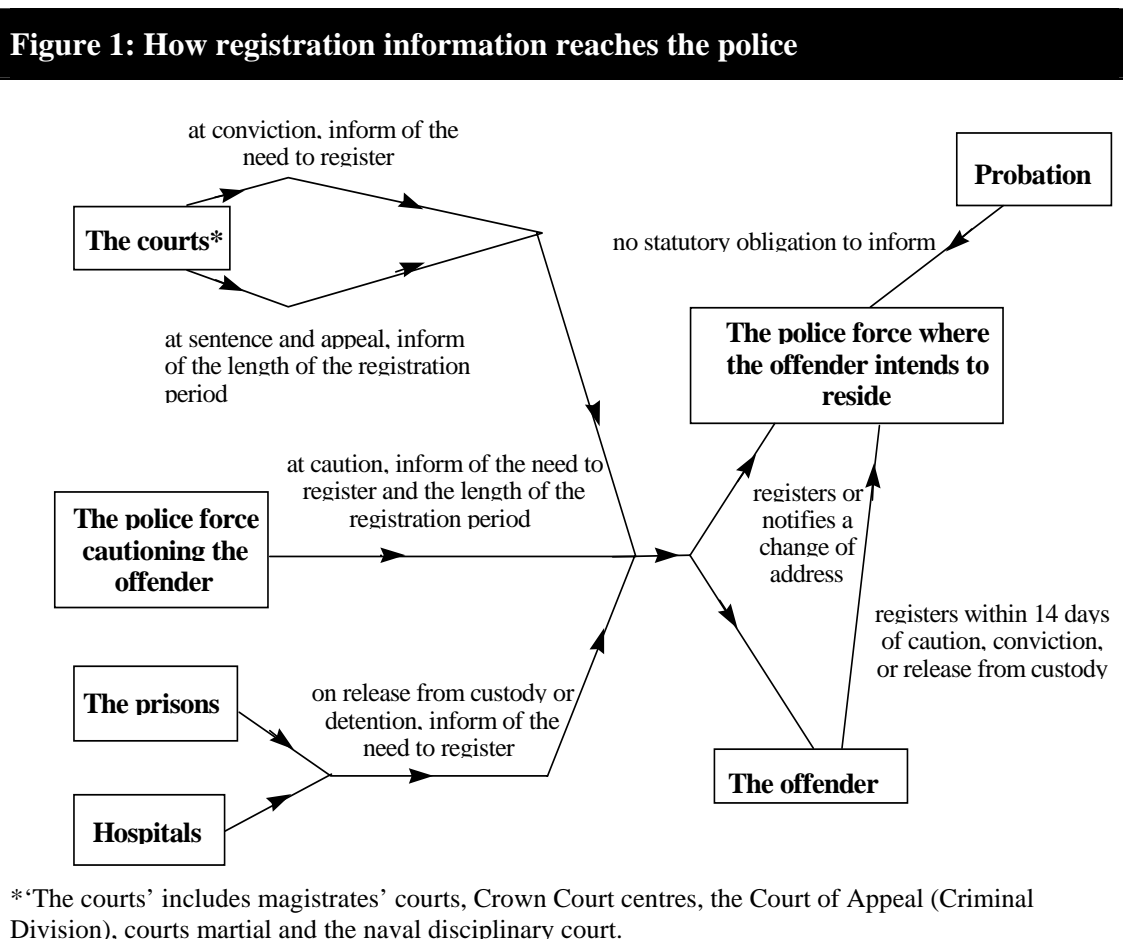 Figure 1: How registration information reaches the police
at conviction, inform of the
need to register
Probation
The courts*
no statutory obligation to inform
at sentence and appeal, inform
of the length of the registration
period
The police force where
the offender intends to
reside
at caution, inform of the need to
register and the length of the
registration period
The police force
cautioning the
offender
registers or
notifies a
change of
address
registers within 14 days
of caution, conviction,
or release from custody
The prisons
on release from custody or
detention, inform of the
need to register
The offender
Hospitals
*‘The courts’ includes magistrates’ courts, Crown Court centres, the Court of Appeal (Criminal
Division), courts martial and the naval disciplinary court.